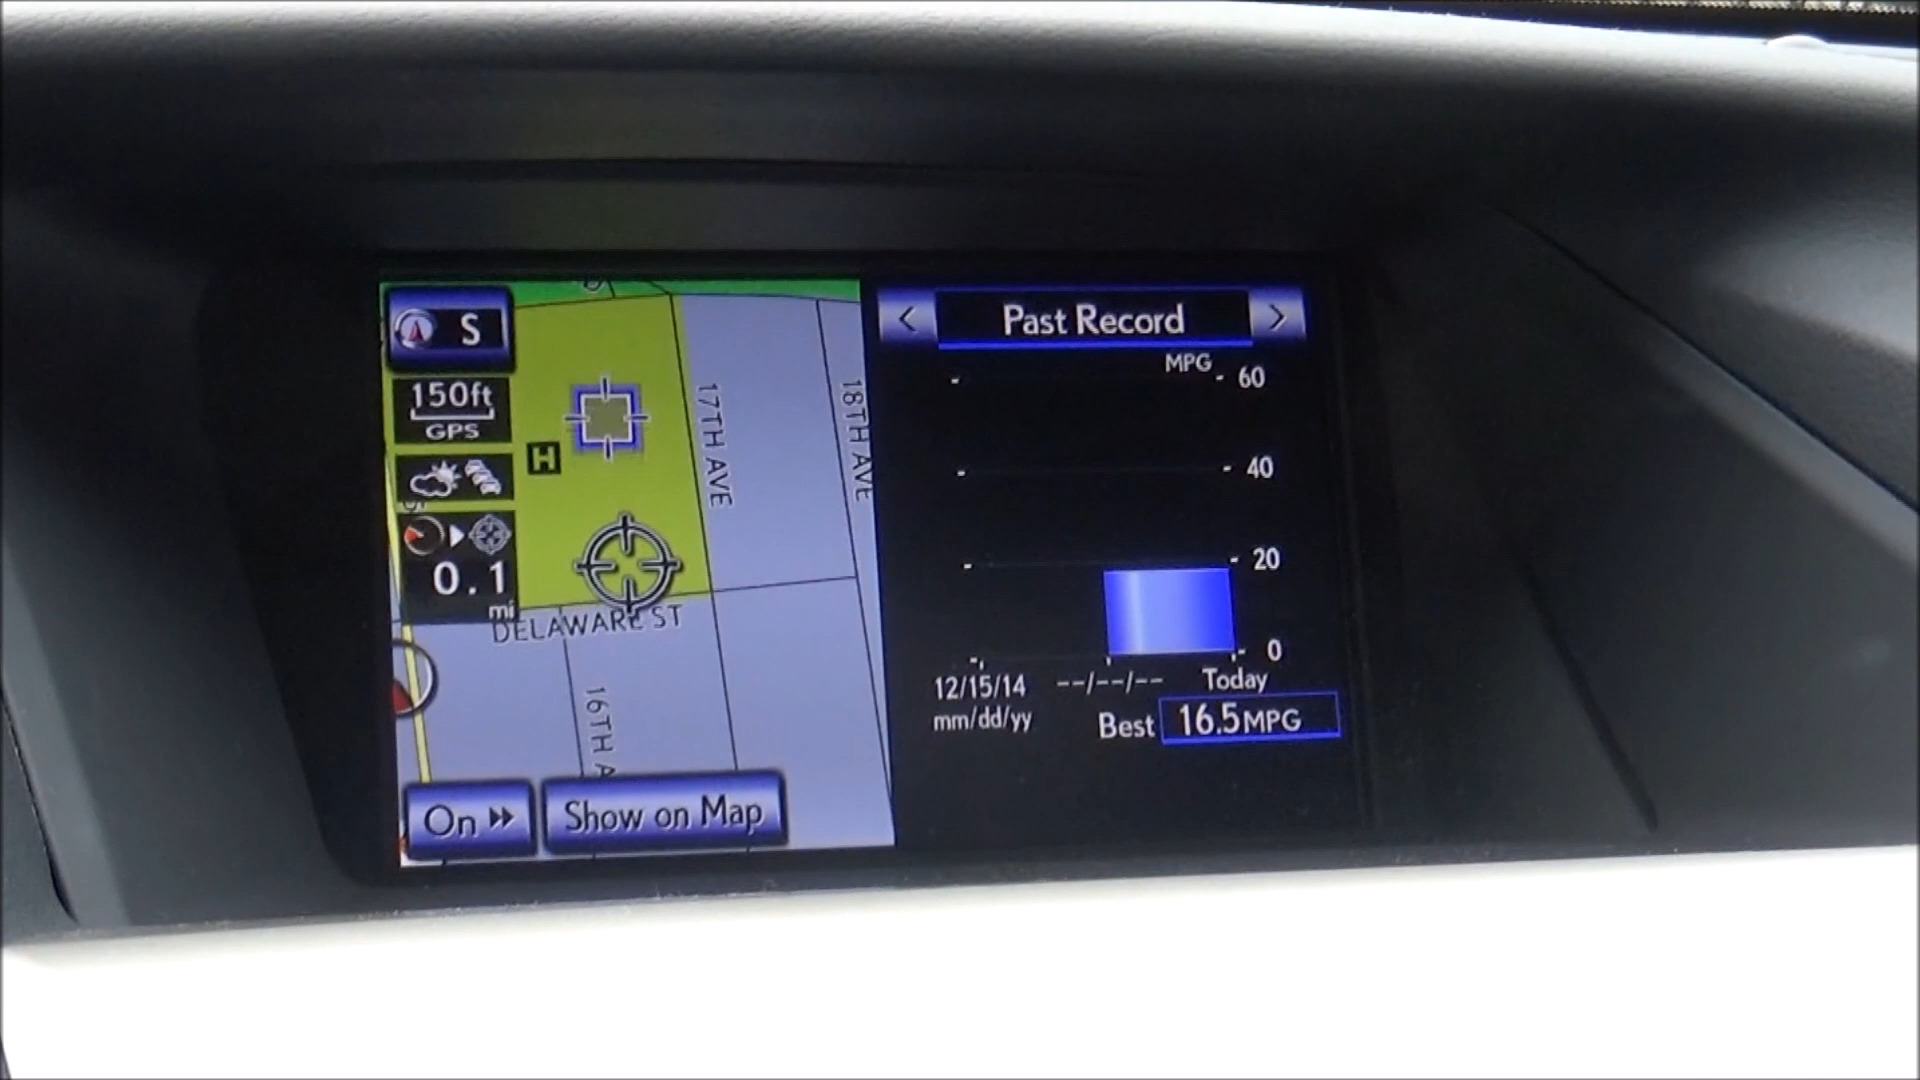 S
150ft
GPS
0.1
mi
H
17TH AVE
18TH AVE
DELAWARE ST
16TH A
On
Show on Map
< Past Record >
MPG
60
40
20
0
12/15/14 --/--/-- Today
mm/dd/yy
Best 16.5MPG